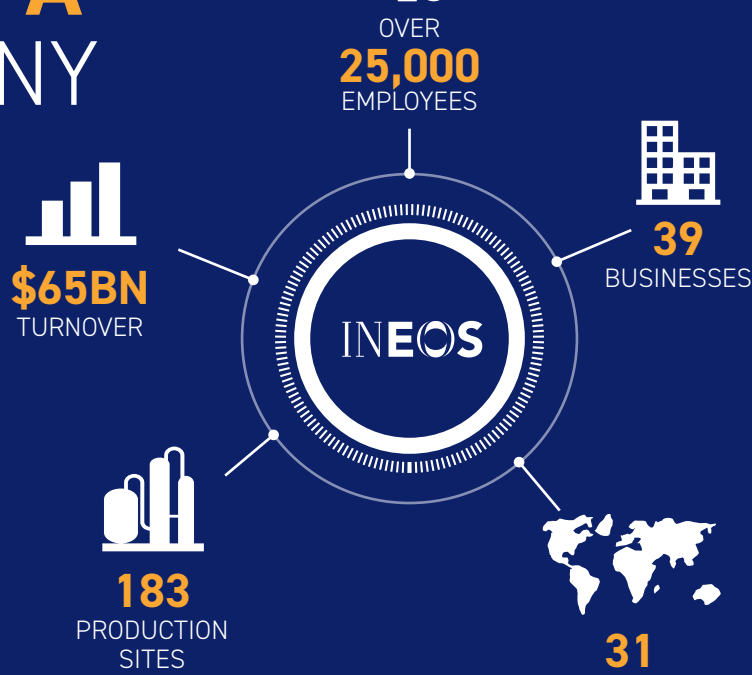 A
NY
OVER
25,000
EMPLOYEES
39
BUSINESSES
$65BN
TURNOVER
INEOS
183
PRODUCTION
SITES
31